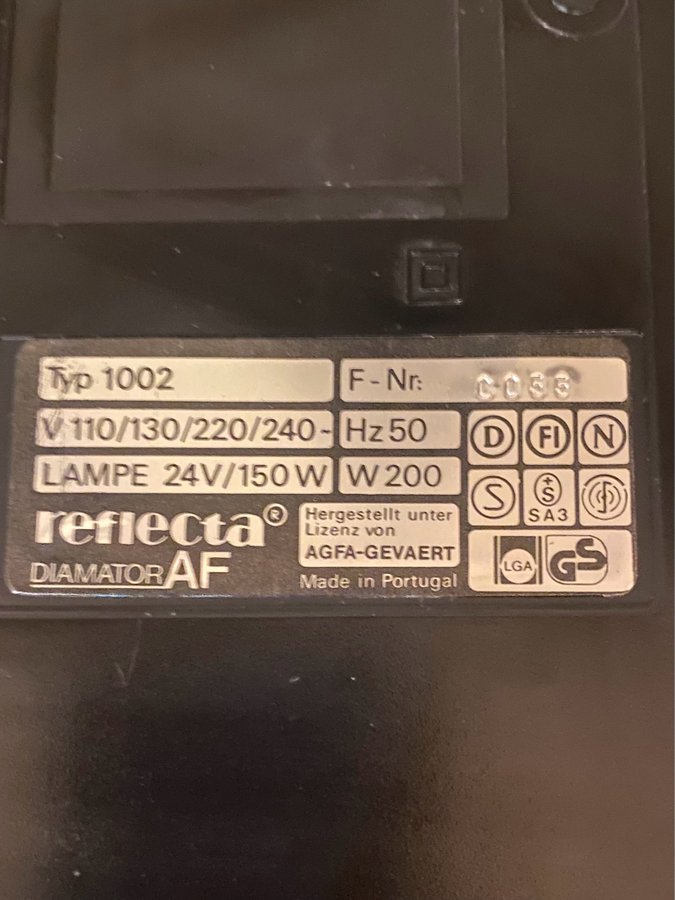 Typ 1002
F-Nr:
V 110/130/220/240~
Hz 50
D FI N
LAMPE 24V/150 W
W 200
S +S SA3
reflecta®
DIAMATOR AF
Hergestellt unter
Lizenz von
AGFA-GEVAERT
Made in Portugal
LGA GS